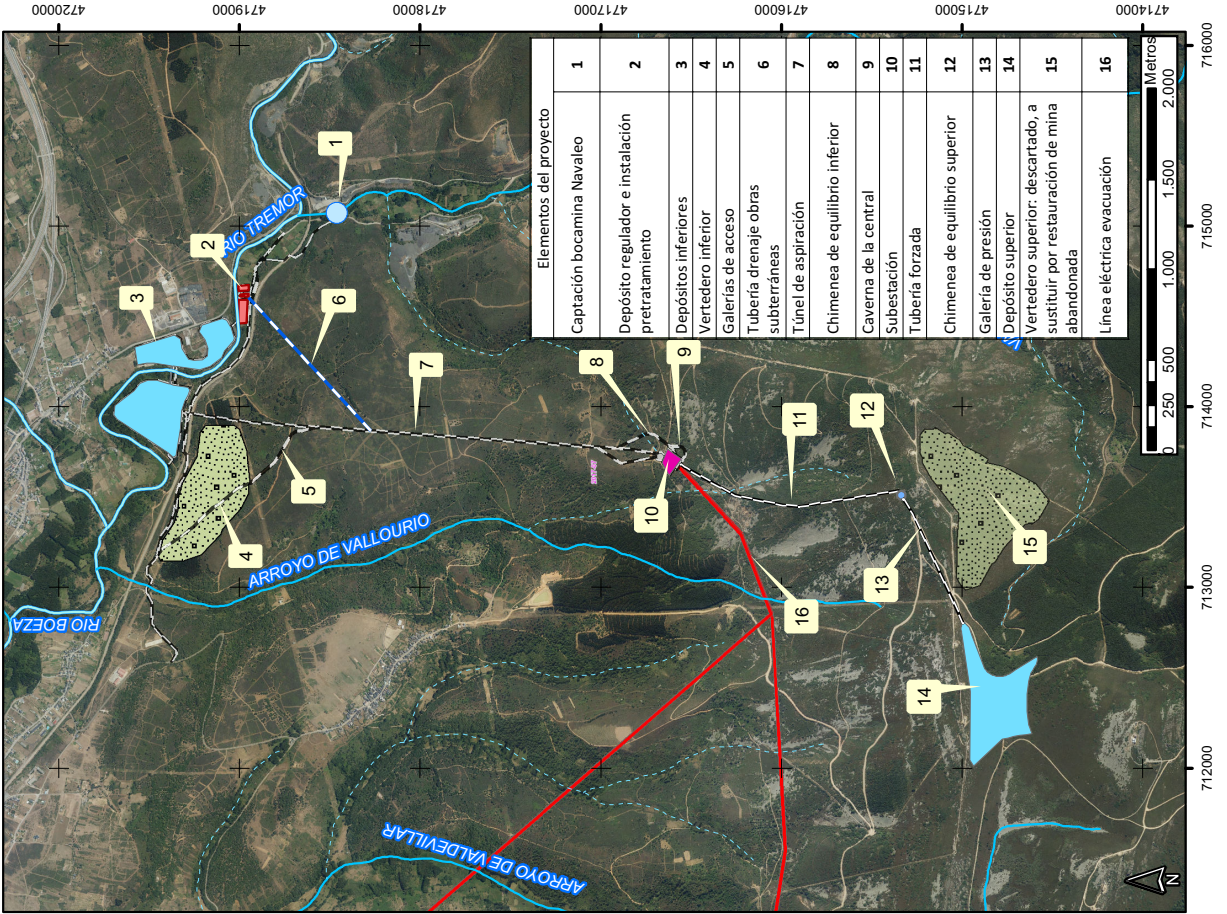 4720000
4719000
4718000
4717000
4716000
4715000
4714000
716000
715000
714000
713000
712000
Elementos del proyecto
Captación bocamina Navaleo 1
Depósito regulador e instalación
pretratamiento 2
Depósitos inferiores 3
Vertedero inferior 4
Galerías de acceso 5
Tubería drenaje obras
subterráneas 6
Túnel de aspiración 7
Chimenea de equilibrio inferior 8
Caverna de la central 9
Subestación 10
Tubería forzada 11
Chimenea de equilibrio superior 12
Galería de presión 13
Depósito superior 14
Vertedero superior: descartado, a
sustituir por restauración de mina
abandonada 15
Línea eléctrica evacuación 16
0 250 500 1.000 1.500 2.000
Metros
RIO TREMOR
RIO BOEZA
ARROYO DE VALLOURIO
ARROYO DE VALDEVILLAR
VA
1
2
3
4
5
6
7
8
9
10
11
12
13
14
15
16
N